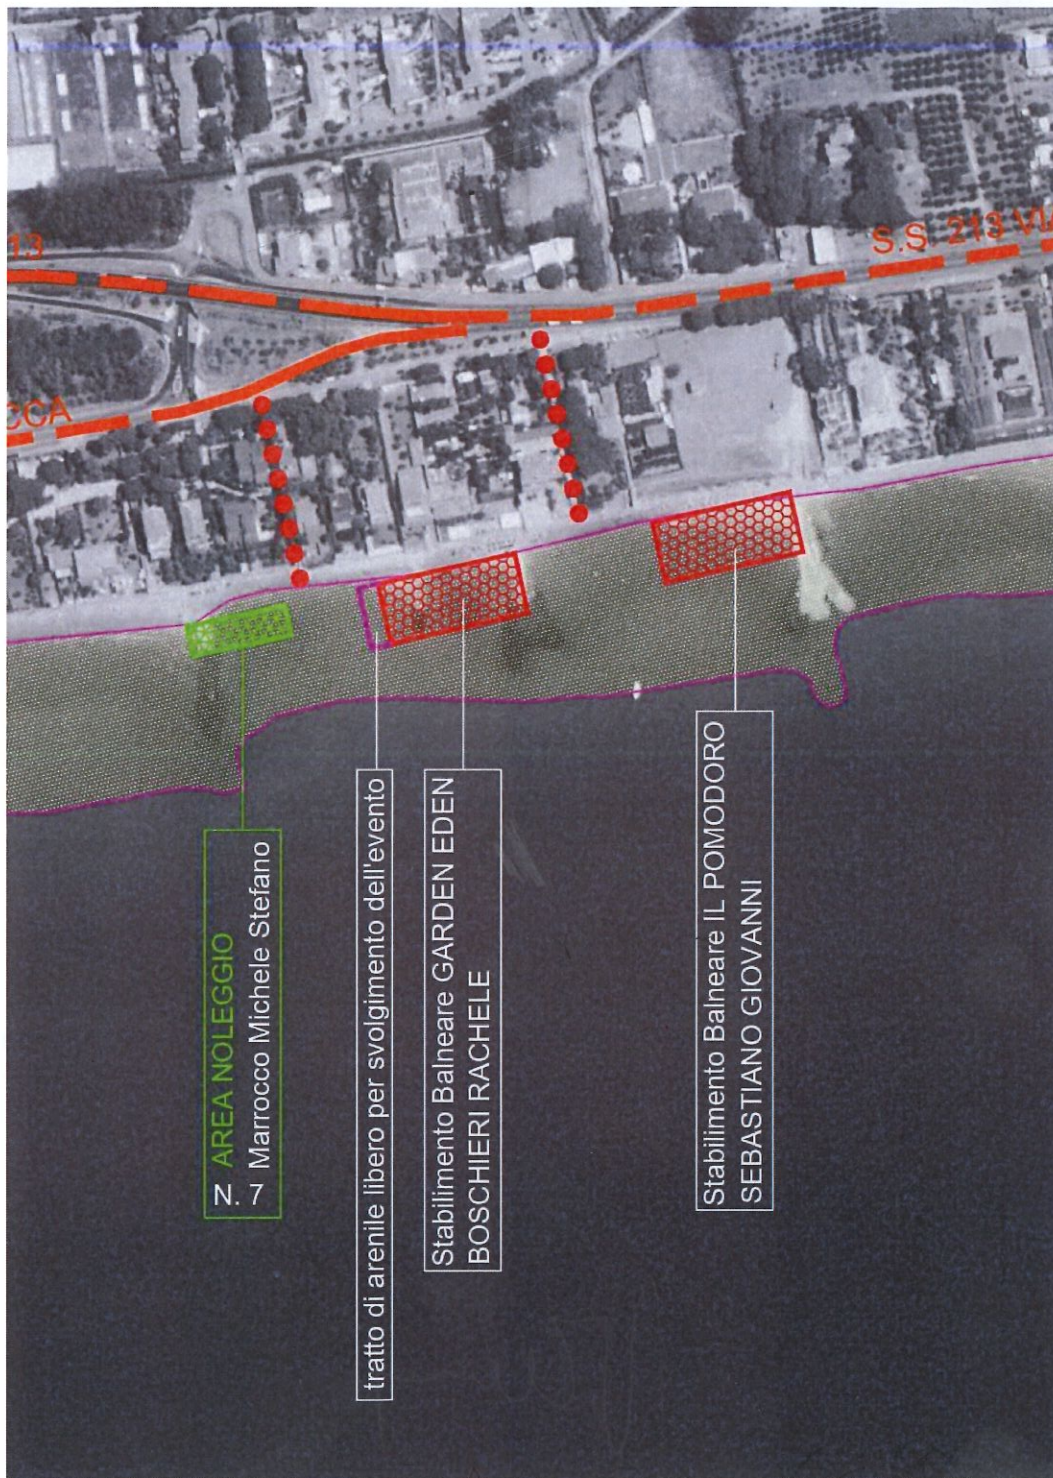 13
S.S. 213 VIA
CCA
AREA NOLEGGIO
N. 7 Marrocco Michele Stefano
tratto di arenile libero per svolgimento dell'evento
Stabilimento Balneare GARDEN EDEN
BOSCHIERI RACHELE
Stabilimento Balneare IL POMODORO
SEBASTIANO GIOVANNI